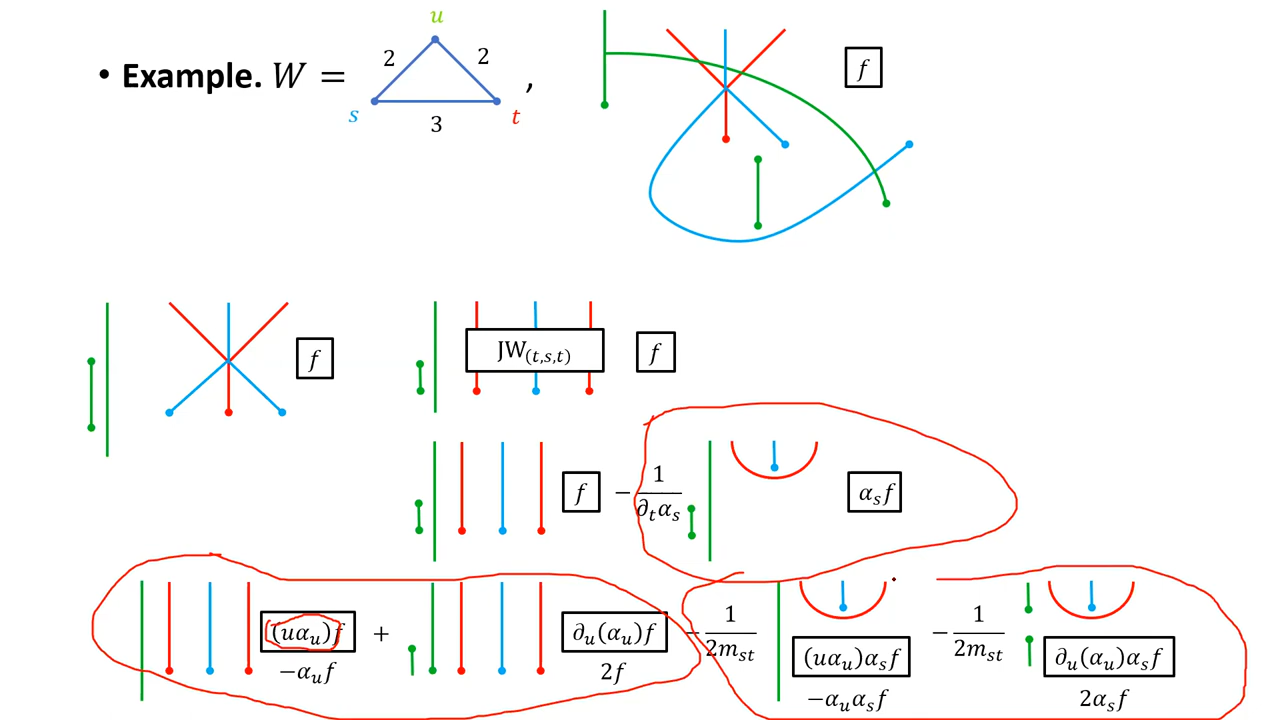 • Example. 𝑊 =
u
2
2
s
3
t
,
f
f
JW₍t,s,t₎
f
f
− 1/∂ₜαₛ
αₛf
(uαᵤ)f
+
∂ᵤ(αᵤ)f
− 1/2mₛₜ
(uαᵤ)αₛf
− 1/2mₛₜ
∂ᵤ(αᵤ)αₛf
−αᵤf
2f
−αᵤαₛf
2αₛf